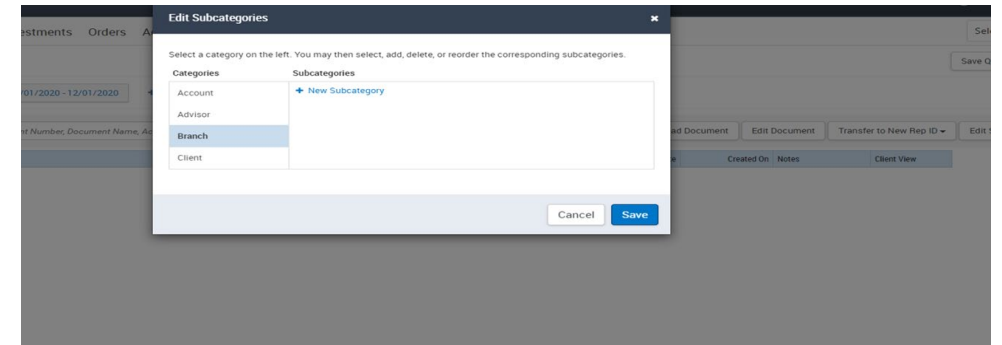 Edit Subcategories
estments Orders A
Select a category on the left. You may then select, add, delete, or reorder the corresponding subcategories.
Save Q
Categories Subcategories
Account + New Subcategory
/01/2020 - 12/01/2020
Advisor
nt Number, Document Name, Ac
Branch
ad Document Edit Document Transfer to New Rep ID Edit
Client
Created On Notes Client View
Cancel Save